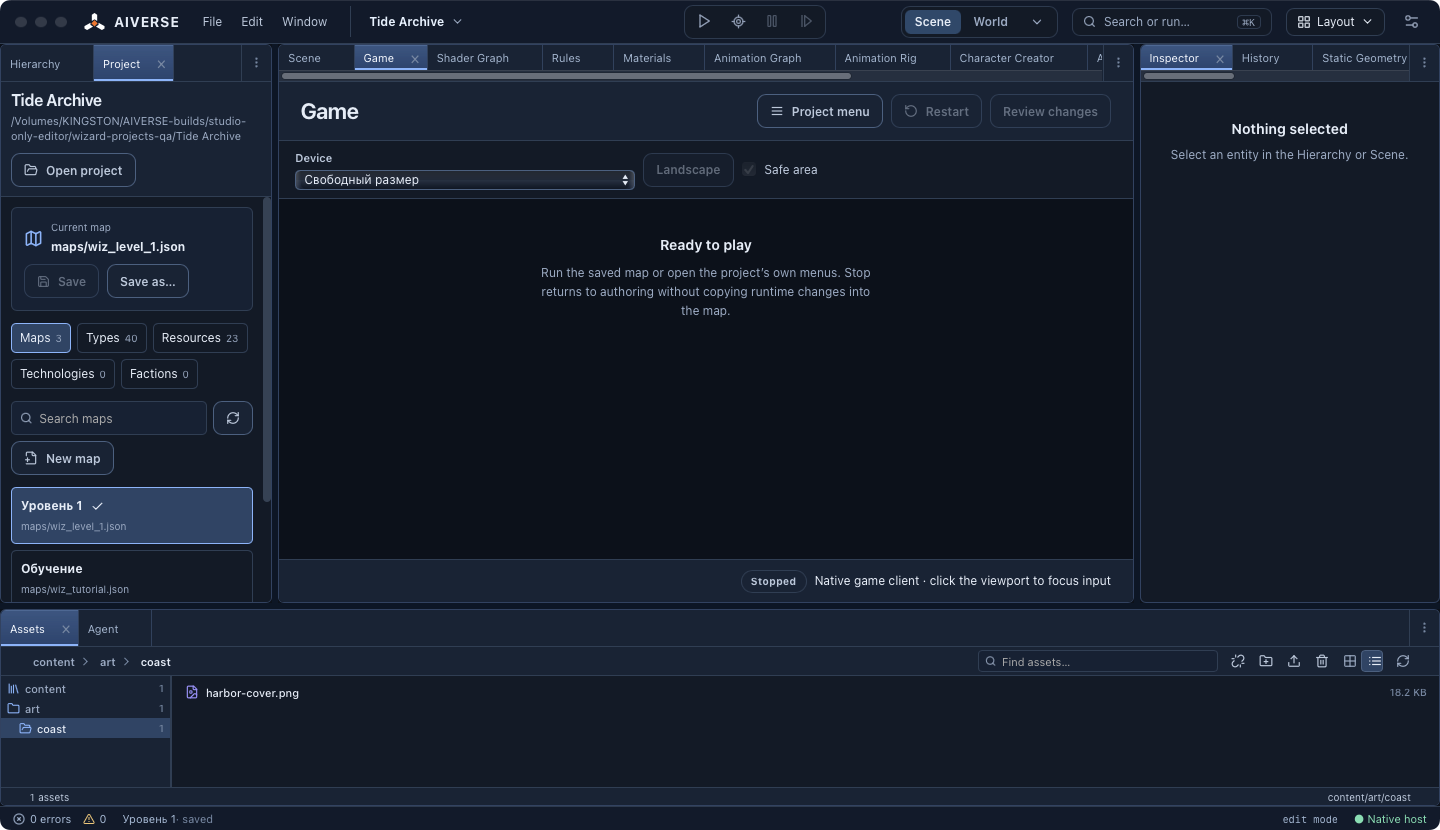 AIVERSE File Edit Window Tide Archive Scene World Search or run... ⌘K Layout
Hierarchy Project
Tide Archive
/Volumes/KINGSTON/AIVERSE-builds/studio-
only-editor/wizard-projects-qa/Tide Archive
Open project
Current map
maps/wiz_level_1.json
Save Save as...
Maps 3 Types 40 Resources 23
Technologies 0 Factions 0
Search maps
New map
Уровень 1
maps/wiz_level_1.json
Обучение
maps/wiz_tutorial.json
Scene Game Shader Graph Rules Materials Animation Graph Animation Rig Character Creator
Game
Project menu Restart Review changes
Device
Свободный размер
Landscape Safe area
Ready to play
Run the saved map or open the project's own menus. Stop
returns to authoring without copying runtime changes into
the map.
Stopped Native game client · click the viewport to focus input
Inspector History Static Geometry
Nothing selected
Select an entity in the Hierarchy or Scene.
Assets Agent
content art coast
Find assets...
content 1
art 1
coast 1
harbor-cover.png 18.2 KB
1 assets content/art/coast
0 errors 0 Уровень 1 · saved edit mode Native host